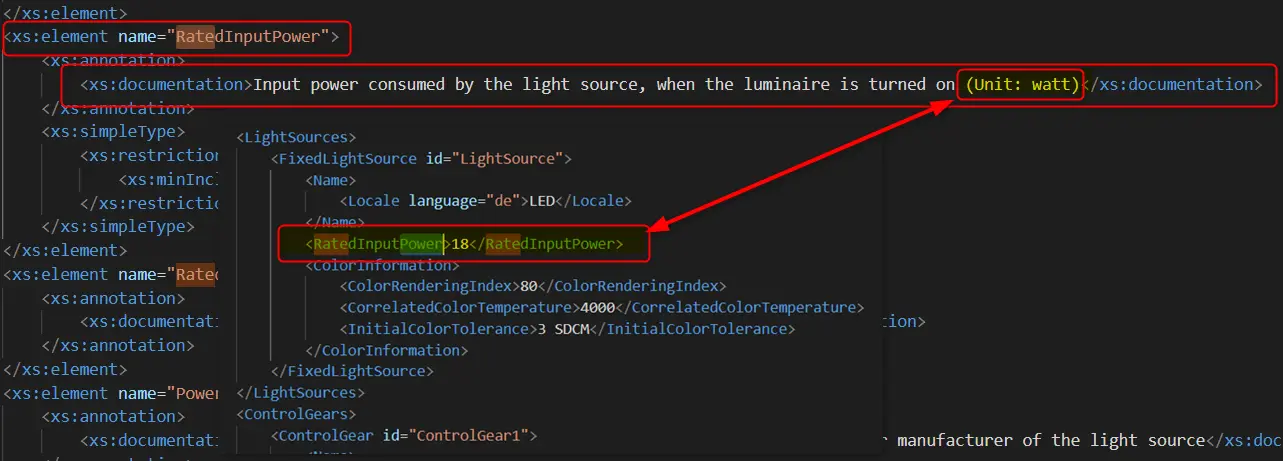 </xs:element>
<xs:element name="RatedInputPower">
<xs:annotation>
<xs:documentation>Input power consumed by the light source, when the luminaire is turned on (Unit: watt)</xs:documentation>
</xs:annotation>
<xs:simpleType>
<xs:restriction
<xs:minIncl
</xs:restriction
</xs:simpleType>
</xs:element>
<xs:element name="Rated
<xs:annotation>
<xs:documentati
</xs:annotation>
</xs:element>
<xs:element name="Power
<xs:annotation>
<xs:documentati
<LightSources>
<FixedLightSource id="LightSource">
<Name>
<Locale language="de">LED</Locale>
</Name>
<RatedInputPower>18</RatedInputPower>
<ColorInformation>
<ColorRenderingIndex>80</ColorRenderingIndex>
<CorrelatedColorTemperature>4000</CorrelatedColorTemperature>
<InitialColorTolerance>3 SDCM</InitialColorTolerance>
</ColorInformation>
</FixedLightSource>
</LightSources>
<ControlGears>
<ControlGear id="ControlGear1">
tion>
r manufacturer of the light source</xs:doc